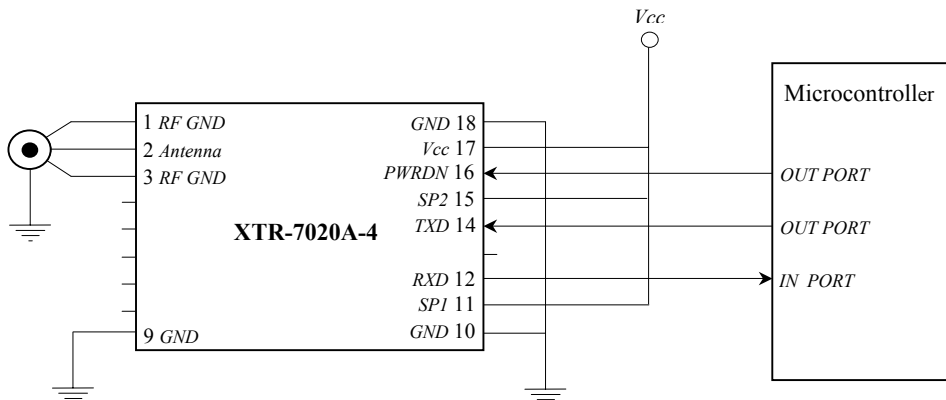 Vcc
Microcontroller
1 RF GND
2 Antenna
3 RF GND
9 GND
XTR-7020A-4
GND 18
Vcc 17
PWRDN 16
SP2 15
TXD 14
RXD 12
SP1 11
GND 10
OUT PORT
OUT PORT
IN PORT